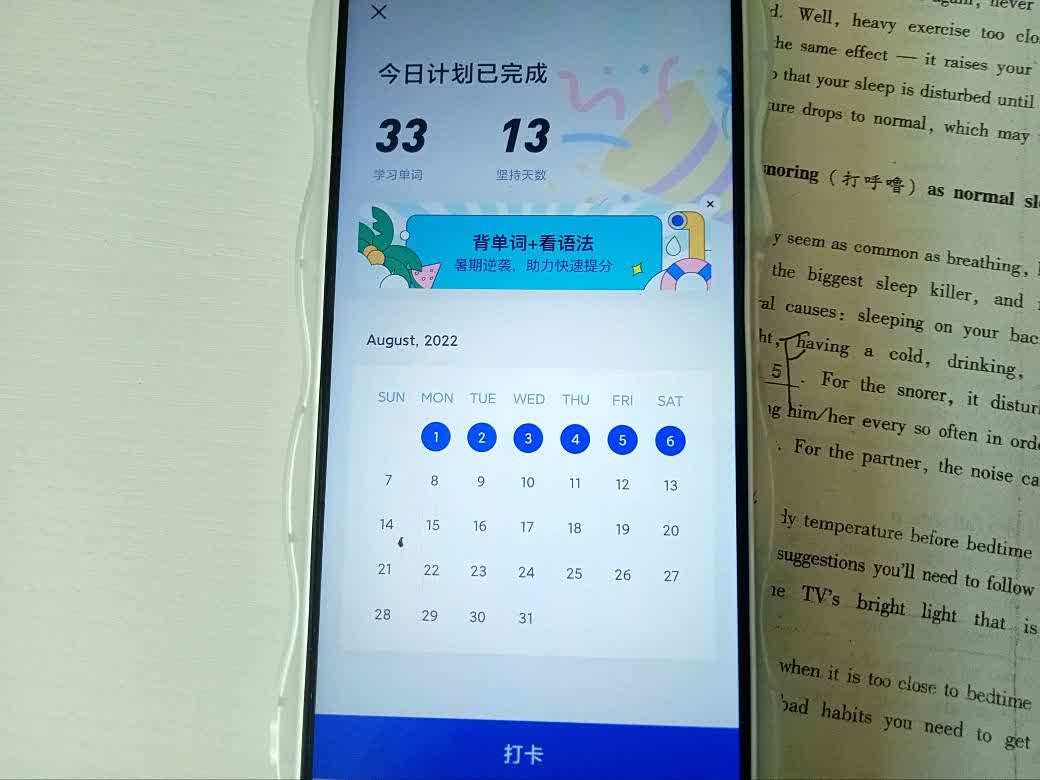 今日计划已完成
33 13
学习单词 坚持天数
背单词+看语法
暑期逆袭，助力快速提分
August, 2022
SUN MON TUE WED THU FRI SAT
1 2 3 4 5 6
7 8 9 10 11 12 13
14 15 16 17 18 19 20
21 22 23 24 25 26 27
28 29 30 31
打卡
never
d. Well, heavy exercise too
the same effect — it raises your
that your sleep is disturbed until
drops to normal, which may
snoring (打呼噜) as normal
y seem as common as breathing,
the biggest sleep killer, and
causes: sleeping on your
having a cold, drinking,
5 . For the snorer, it
him/her every so often in
. For the partner, the noise
temperature before bedtime
suggestions you'll need to follow
TV's bright light that is
when it is too close to bedtime
bad habits you need to get